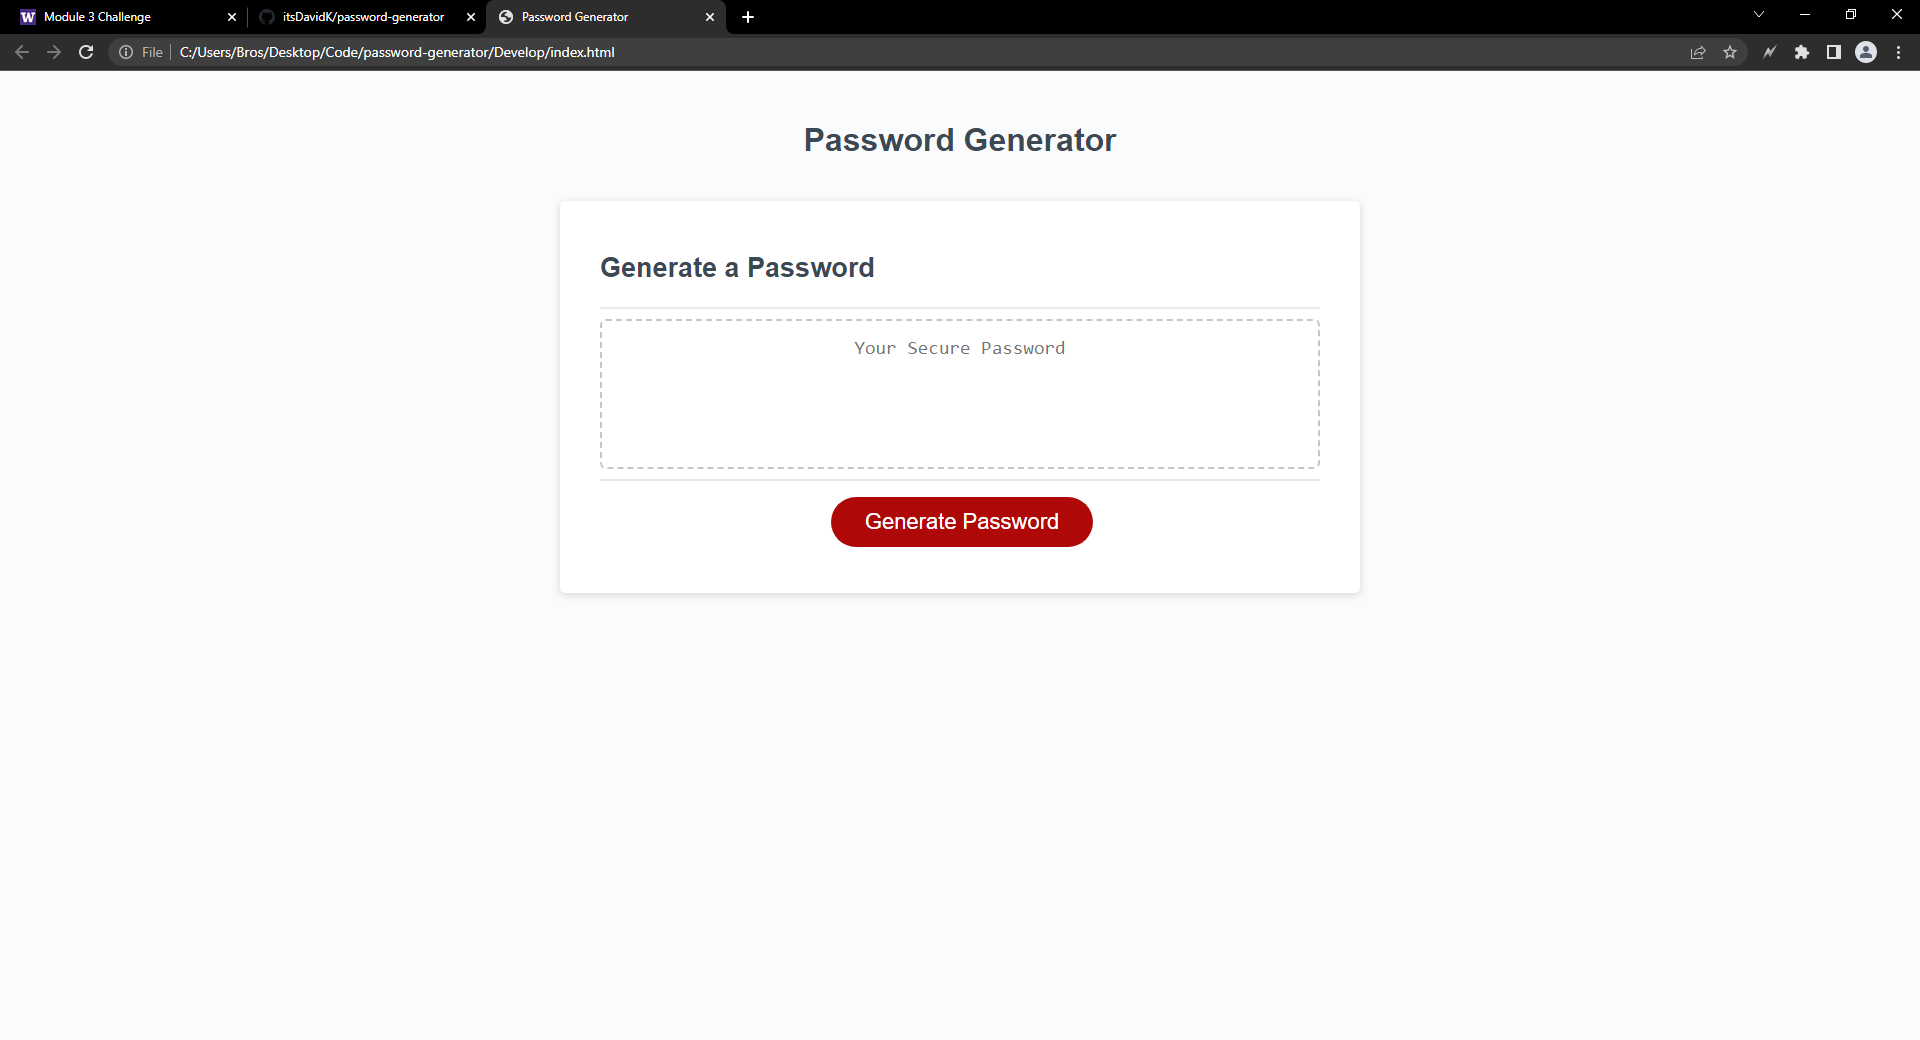 W Module 3 Challenge itsDavidK/password-generator Password Generator
File C:/Users/Bros/Desktop/Code/password-generator/Develop/index.html
Password Generator
Generate a Password
Your Secure Password
Generate Password